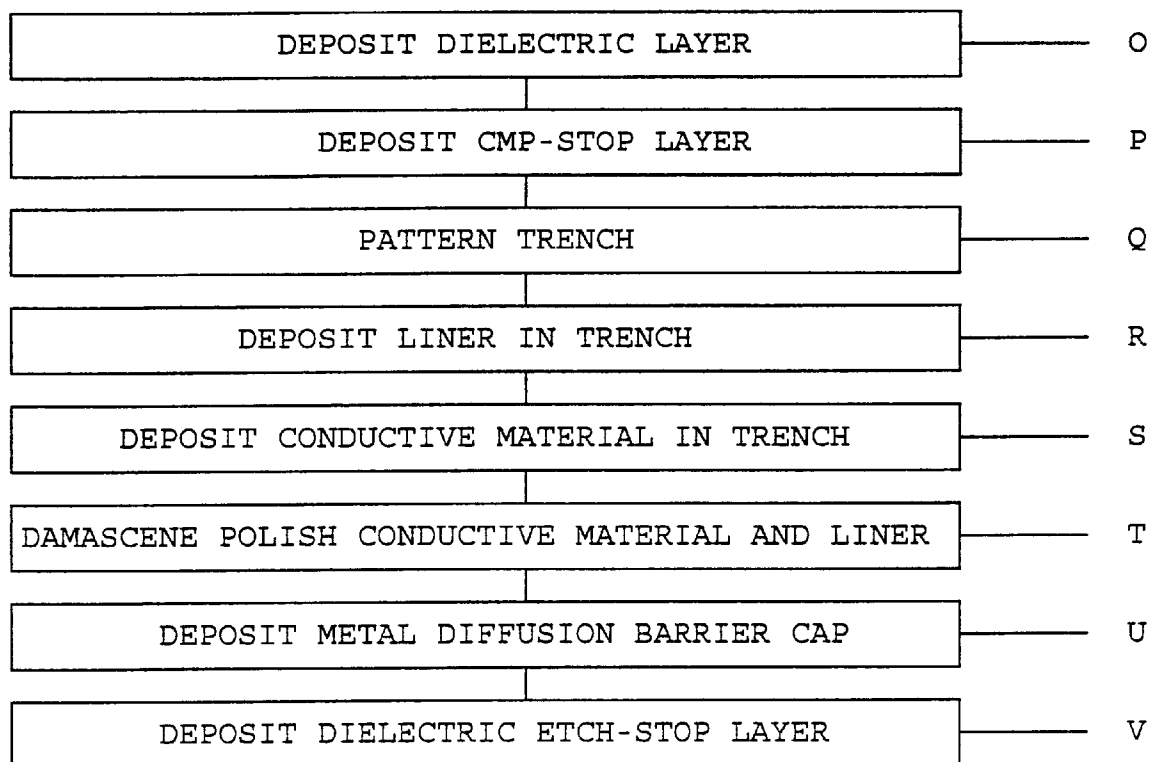 DEPOSIT DIELECTRIC LAYER O
DEPOSIT CMP-STOP LAYER P
PATTERN TRENCH Q
DEPOSIT LINER IN TRENCH R
DEPOSIT CONDUCTIVE MATERIAL IN TRENCH S
DAMASCENE POLISH CONDUCTIVE MATERIAL AND LINER T
DEPOSIT METAL DIFFUSION BARRIER CAP U
DEPOSIT DIELECTRIC ETCH-STOP LAYER V